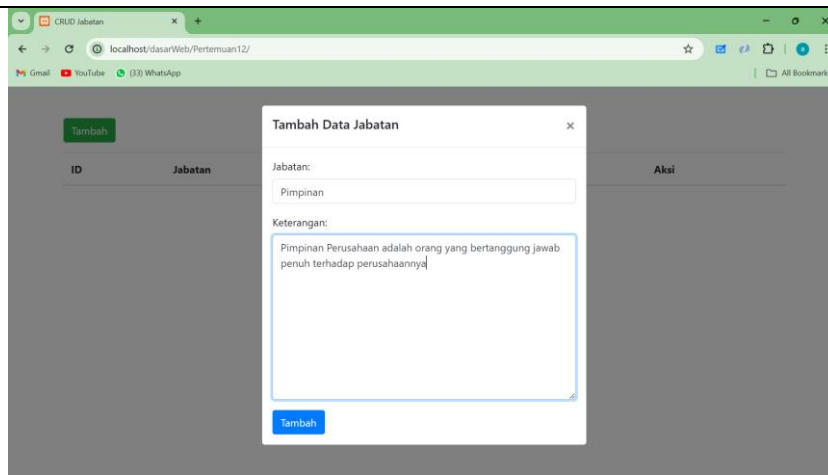 CRUD Jabatan
localhost/dasarWeb/Pertemuan12/
Gmail YouTube (33) WhatsApp All Bookmark
Tambah
ID Jabatan Aksi
Tambah Data Jabatan
Jabatan:
Pimpinan
Keterangan:
Pimpinan Perusahaan adalah orang yang bertanggung jawab
penuh terhadap perusahaannya
Tambah